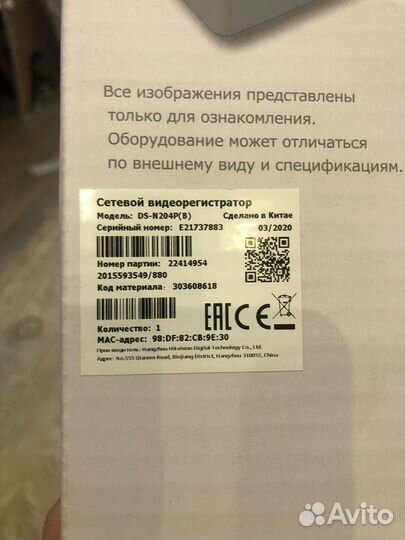 Все изображения представлены
только для ознакомления.
Оборудование может отличаться
по внешнему виду и спецификациям.
Сетевой видеорегистратор
Модель: DS-N204P(B) Сделано в Китае
Серийный номер: E21737883 03/2020
Номер партии: 22414954
2015593549/880
Код материала: 303608618
EAC CE
Количество: 1
MAC-адрес: 98:DF:82:CB:9E:30
Производитель: Hangzhou Hikvision Digital Technology Co., Ltd.
Адрес: No.555 Qianmo Road, Binjiang District, Hangzhou 310052, China
Avito